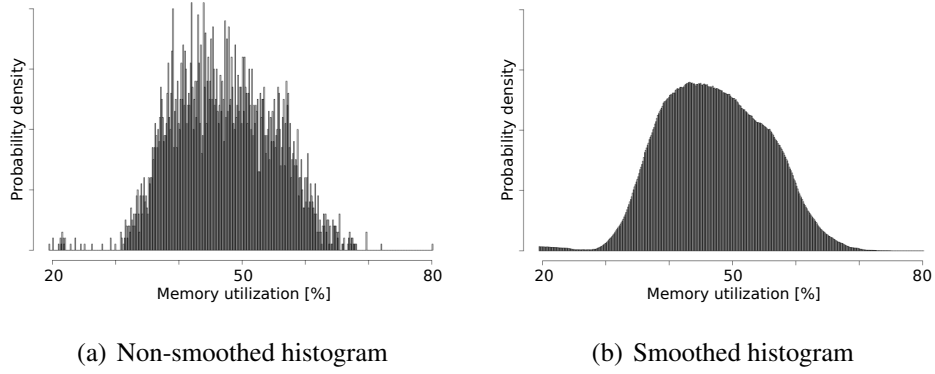 Probability density
20 50 80
Memory utilization [%]
(a) Non-smoothed histogram
Probability density
20 50 80
Memory utilization [%]
(b) Smoothed histogram